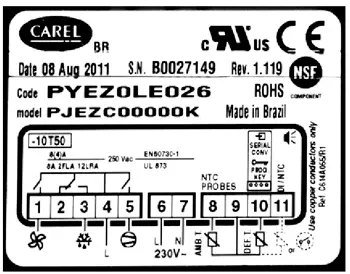 CAREL
BR
c RU US CE
Date 08 Aug 2011 S.N. B0027149 Rev. 1.119
NSF
COMPONENT
Code PYEZ0LE026 ROHS
model PJEZC00000K Made in Brazil
-10T50
8(4)A
8A 2FLA 12LRA
250 Vac
EN60730-1
UL 873
SERIAL
CONV
PROG
KEY
NTC
PROBES
DI/NTC
1 2 3 4 5 6 7 8 9 10 11
L
L N
230V~
AMB T
DEF T
or
Use copper conductors only